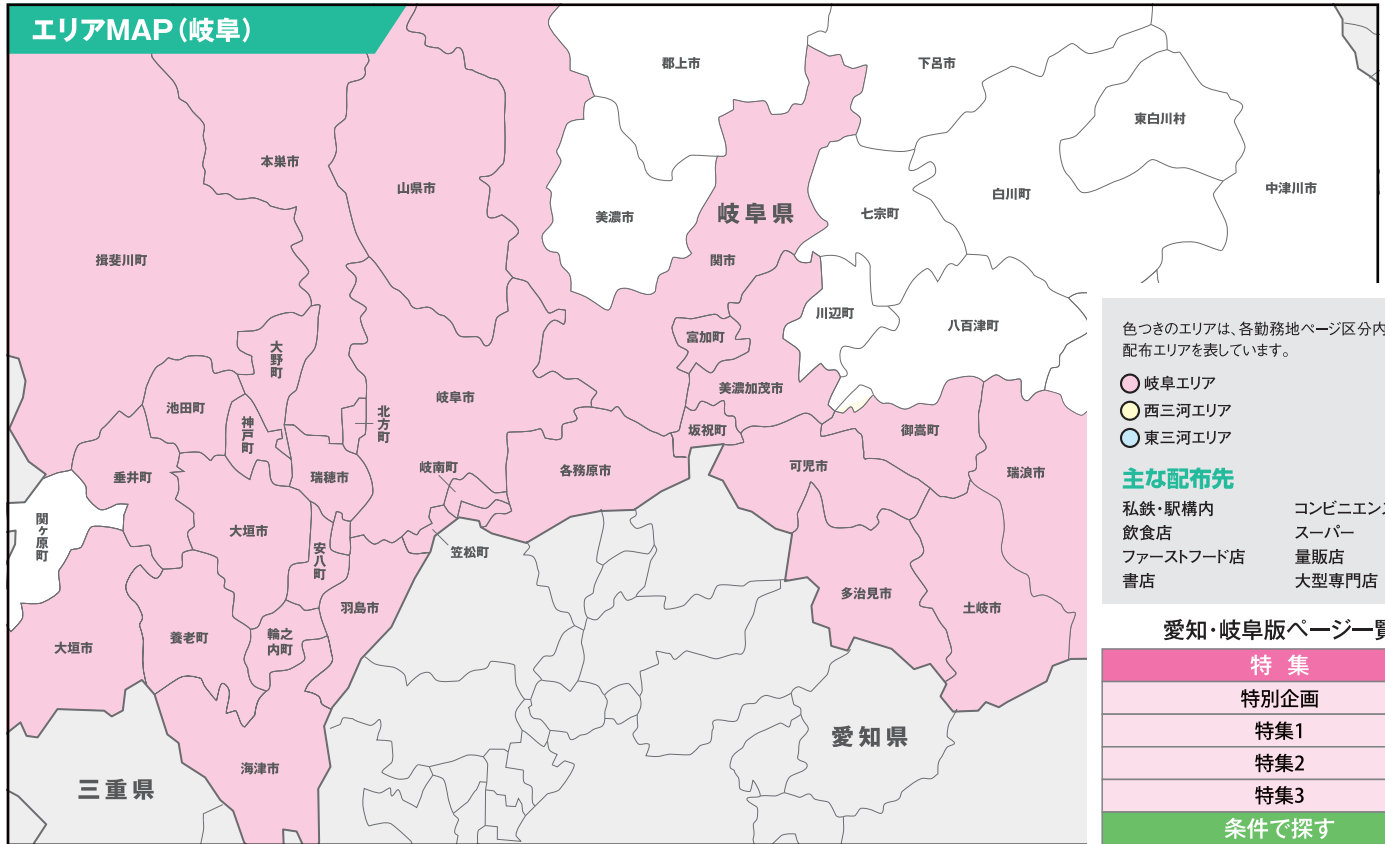 エリアMAP（岐阜）
郡上市
下呂市
東白川村
本巣市
山県市
中津川市
白川町
美濃市
岐阜県
七宗町
揖斐川町
関市
川辺町
八百津町
富加町
大野町
美濃加茂市
岐阜市
池田町
北方町
神戸町
坂祝町
御嵩町
可児市
瑞浪市
岐南町
各務原市
垂井町
瑞穂市
大垣市
関ヶ原町
安八町
笠松町
多治見市
羽島市
土岐市
養老町
輪之内町
大垣市
愛知県
海津市
三重県
色つきのエリアは、各勤務地ページ区分内
配布エリアを表しています。
岐阜エリア
西三河エリア
東三河エリア
主な配布先
私鉄・駅構内 コンビニエン
飲食店 スーパー
ファーストフード店 量販店
書店 大型専門店
愛知・岐阜版ページ一覧
特 集
特別企画
特集1
特集2
特集3
条件で探す